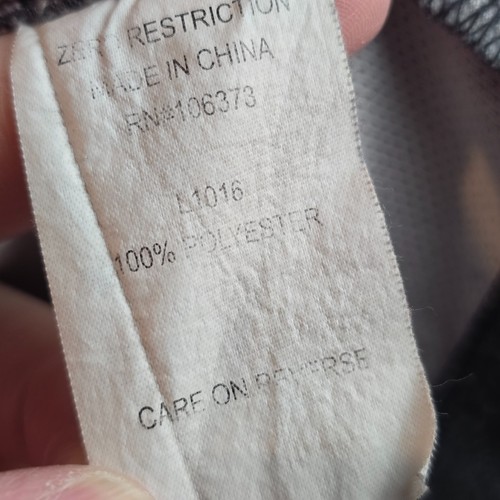 ZERO RESTRICTION
MADE IN CHINA
RN#106373
L1016
100% POLYESTER
CARE ON REVERSE